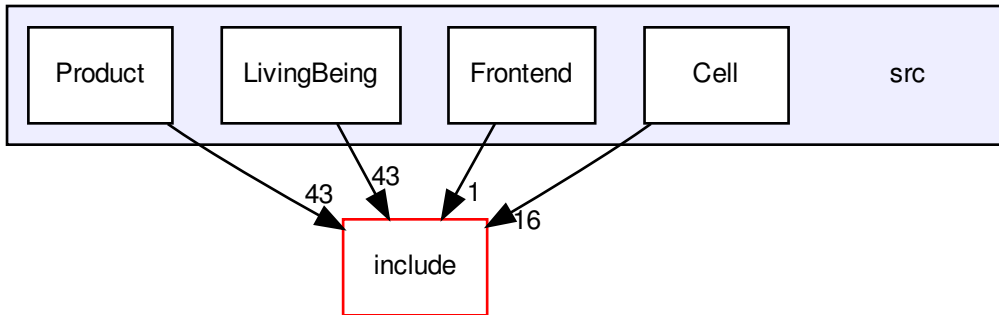 Product
LivingBeing
Frontend
Cell
src
43
43
1
16
include